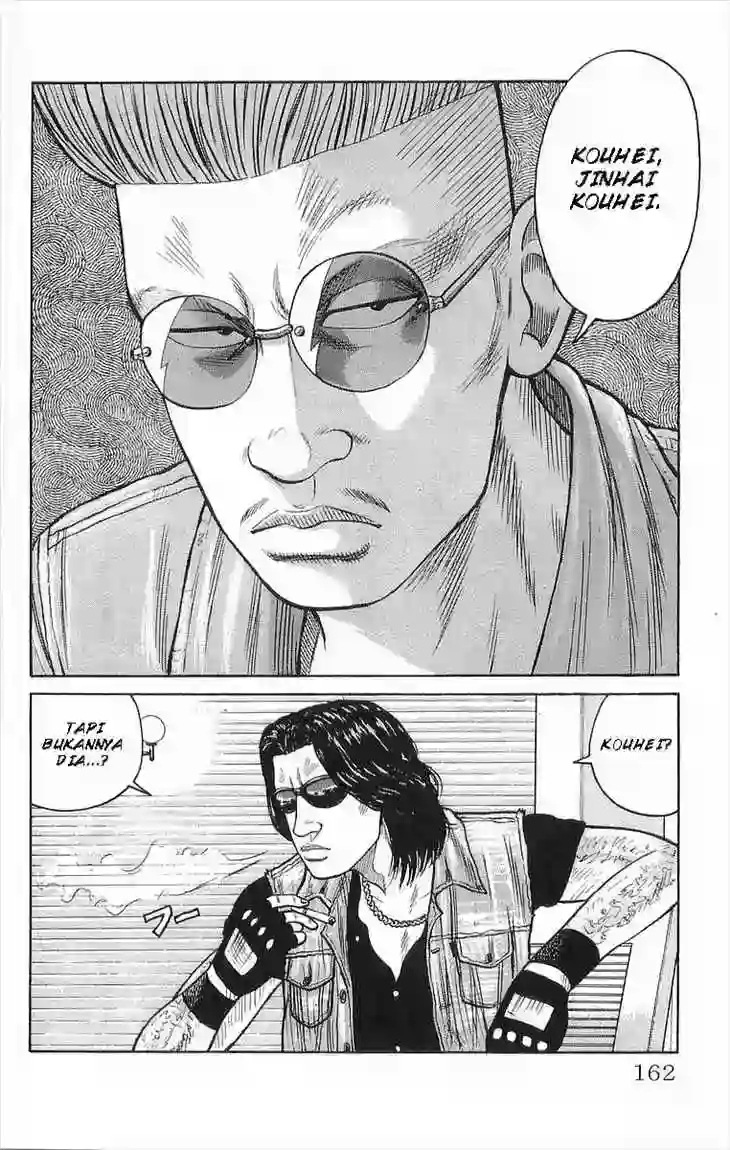 KOUHEI,
JINHAI
KOUHEI.
KOUHEI?
TAPI
BUKANNYA
DIA...?
フー
162